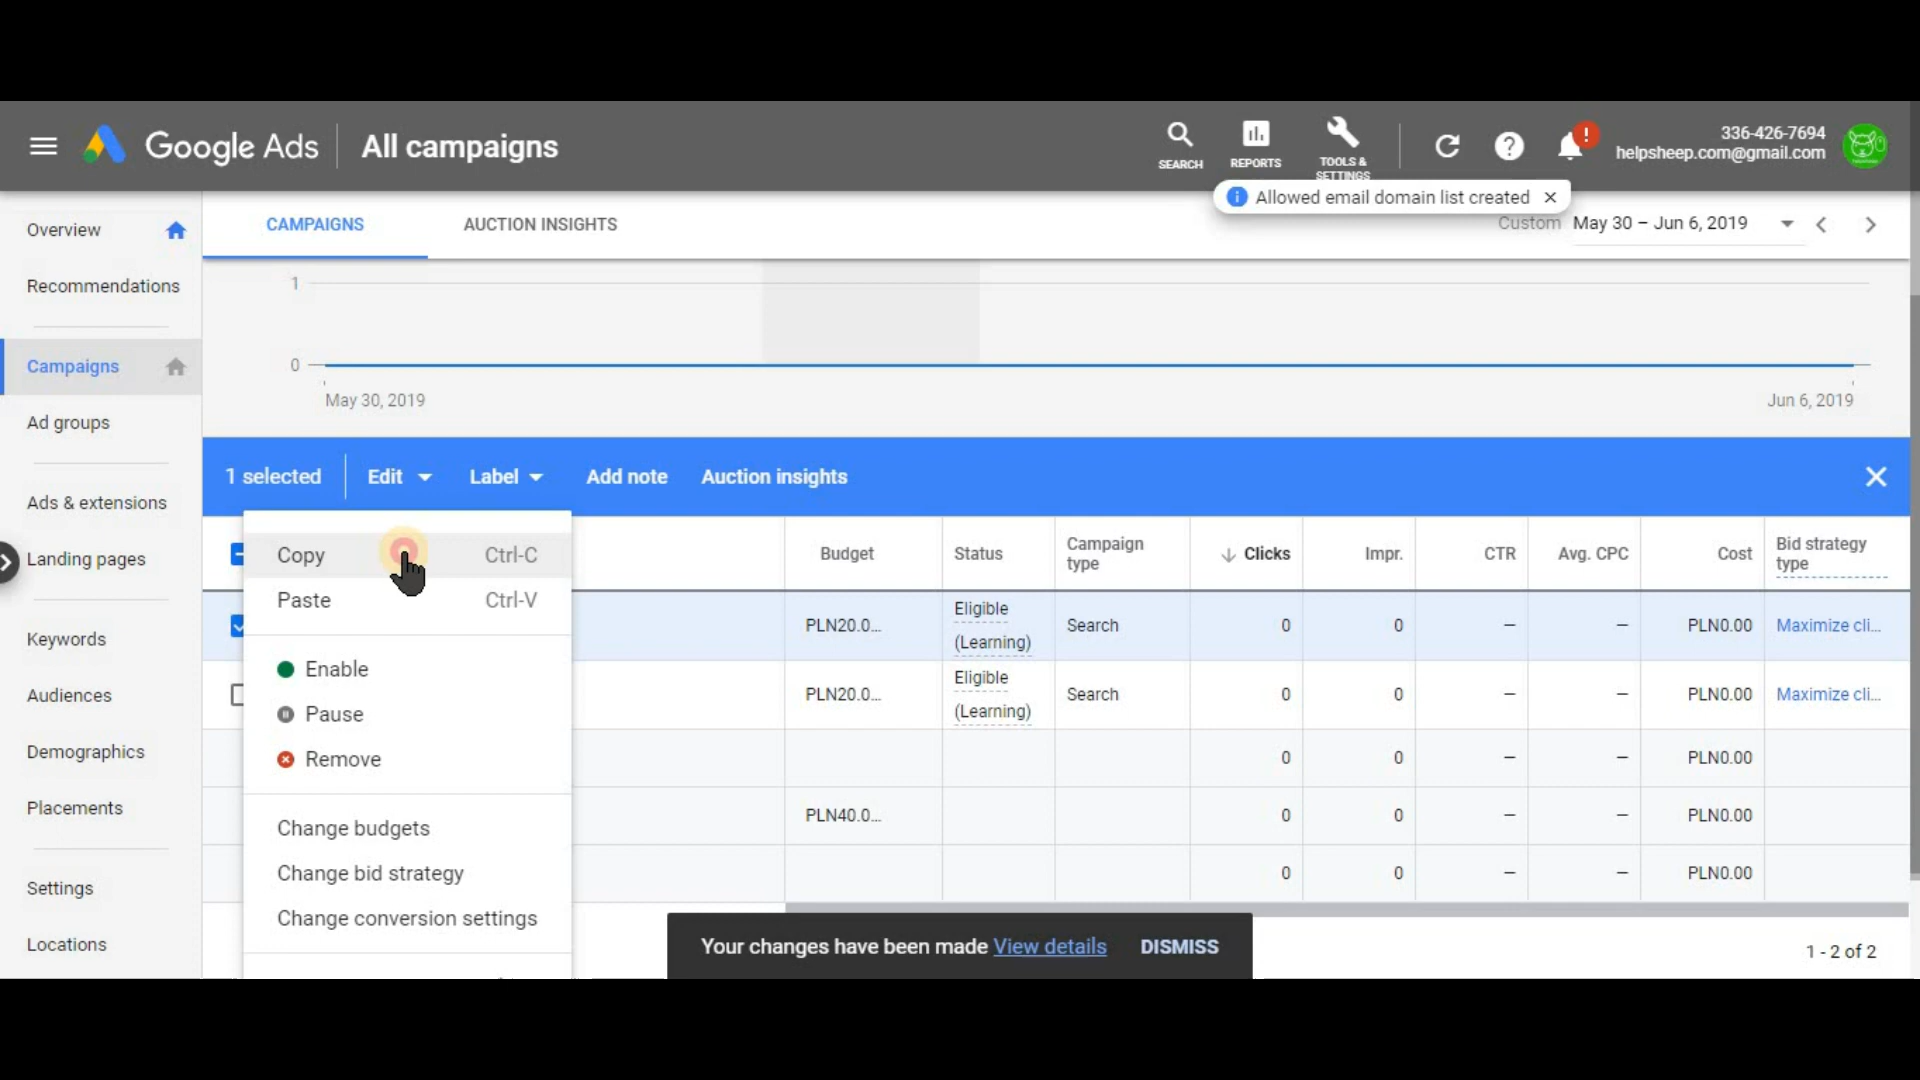 Google Ads
All campaigns
SEARCH
REPORTS
TOOLS &
SETTINGS
!
336-426-7694
helpsheep.com@gmail.com
Allowed email domain list created
Overview
Recommendations
Campaigns
Ad groups
Ads & extensions
Landing pages
Keywords
Audiences
Demographics
Placements
Settings
Locations
CAMPAIGNS
AUCTION INSIGHTS
Custom
May 30 – Jun 6, 2019
1
0
May 30, 2019
Jun 6, 2019
1 selected
Edit
Label
Add note
Auction insights
Copy Ctrl-C
Paste Ctrl-V
Enable
Pause
Remove
Change budgets
Change bid strategy
Change conversion settings
Budget
Status
Campaign
type
Clicks
Impr.
CTR
Avg. CPC
Cost
Bid strategy
type
PLN20.0... Eligible
(Learning)
Search 0 0 – – PLN0.00 Maximize cli...
PLN20.0... Eligible
(Learning)
Search 0 0 – – PLN0.00 Maximize cli...
0 0 – – PLN0.00
PLN40.0... 0 0 – – PLN0.00
0 0 – – PLN0.00
Your changes have been made View details DISMISS
1 - 2 of 2